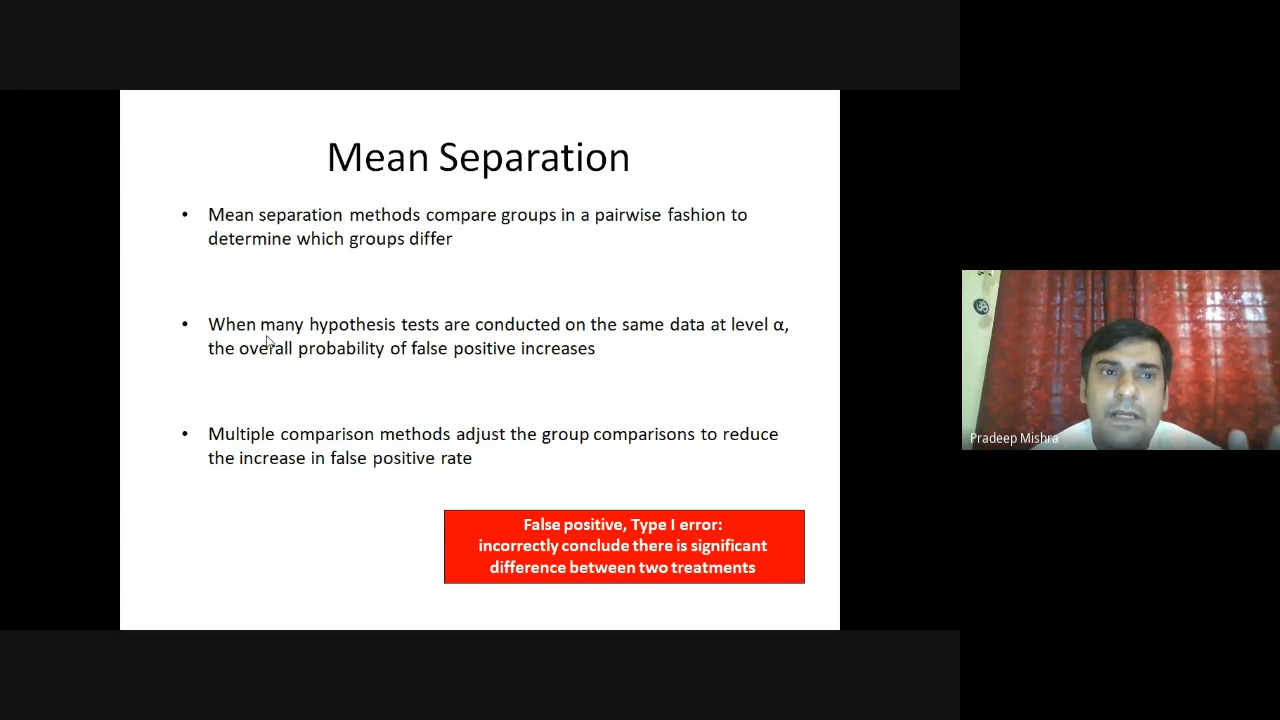 Mean Separation
• Mean separation methods compare groups in a pairwise fashion to
determine which groups differ
• When many hypothesis tests are conducted on the same data at level α,
the overall probability of false positive increases
• Multiple comparison methods adjust the group comparisons to reduce
the increase in false positive rate
False positive, Type I error:
incorrectly conclude there is significant
difference between two treatments
Pradeep Mishra